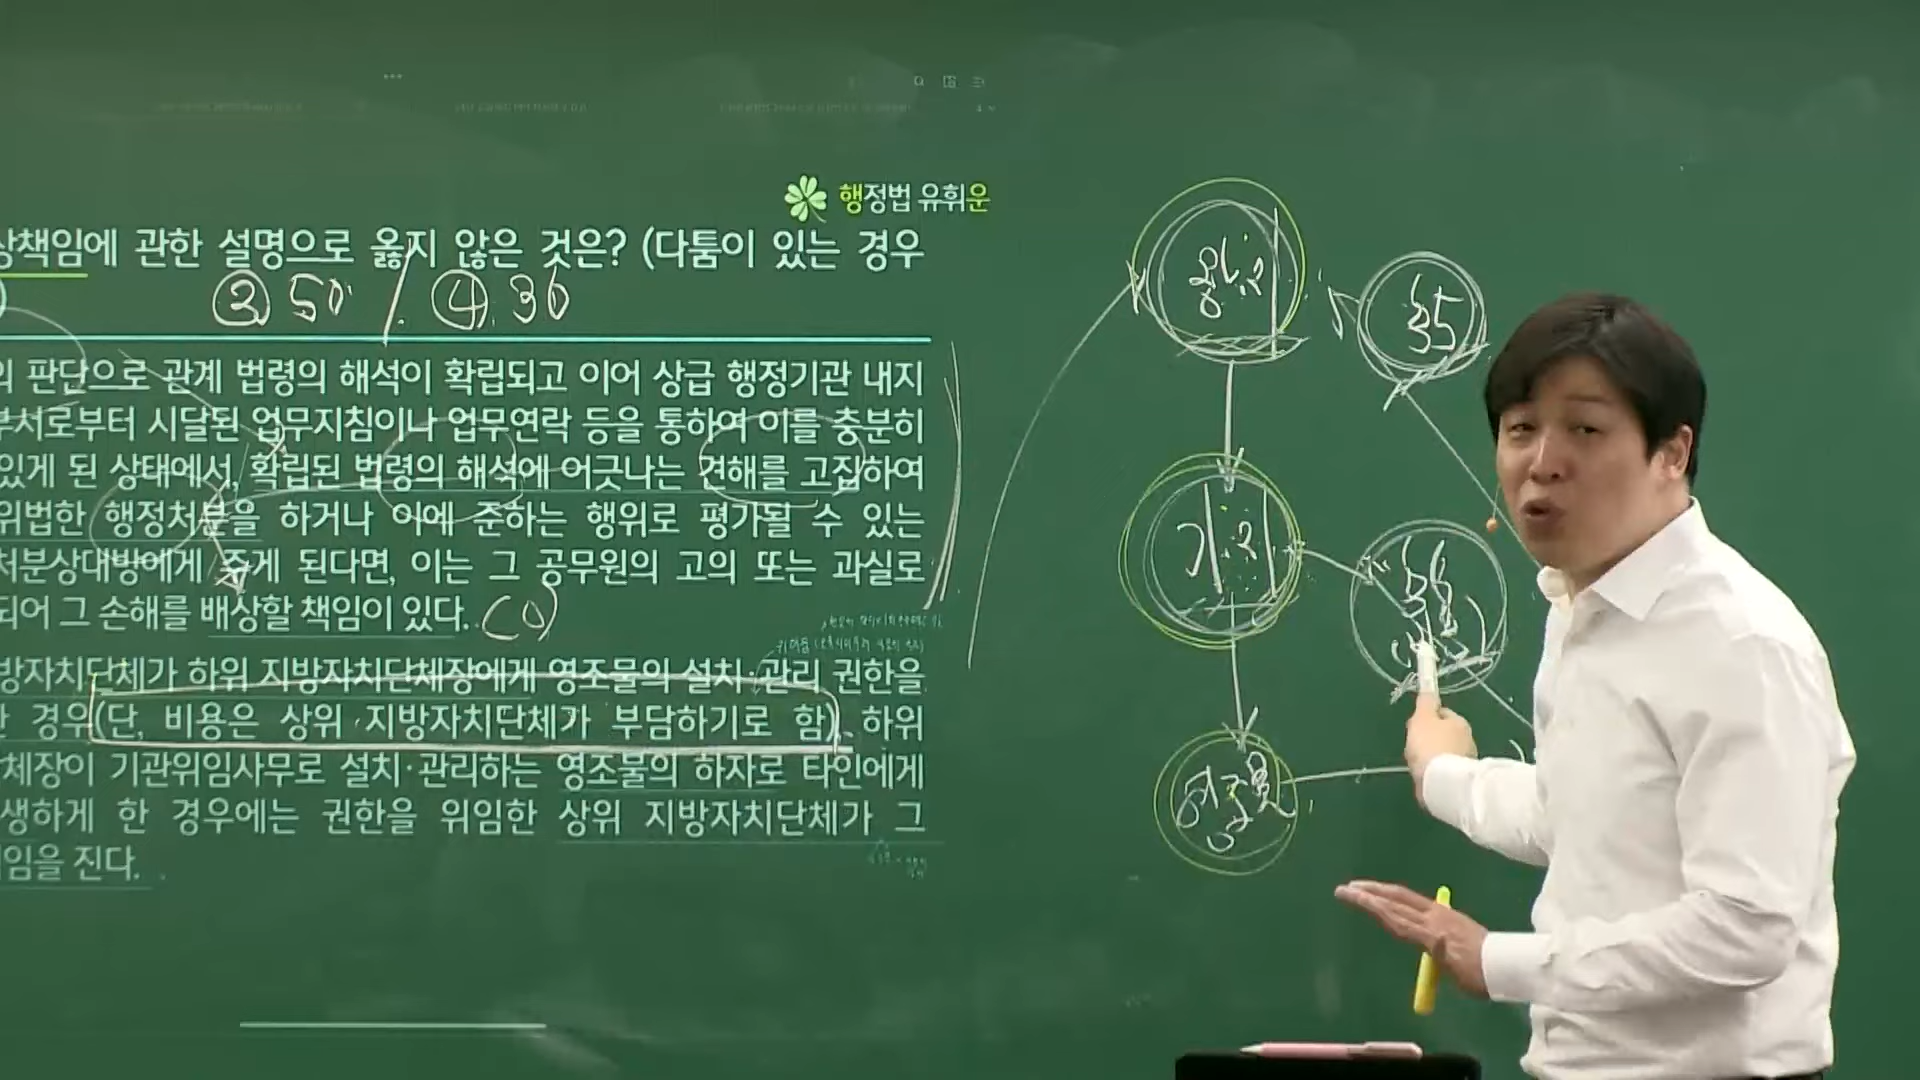 행정법 유휘운
상책임에 관한 설명으로 옳지 않은 것은? (다툼이 있는 경우
② 50 / ④ 30
의 판단으로 관계 법령의 해석이 확립되고 이어 상급 행정기관 내지
부서로부터 시달된 업무지침이나 업무연락 등을 통하여 이를 충분히
있게 된 상태에서, 확립된 법령의 해석에 어긋나는 견해를 고집하여
위법한 행정처분을 하거나 이에 준하는 행위로 평가될 수 있는
처분상대방에게 주게 된다면, 이는 그 공무원의 고의 또는 과실로
되어 그 손해를 배상할 책임이 있다. (O)
방자치단체가 하위 지방자치단체장에게 영조물의 설치·관리 권한을
경우(단, 비용은 상위 지방자치단체가 부담하기로 함), 하위
체장이 기관위임사무로 설치·관리하는 영조물의 하자로 타인에게
생하게 한 경우에는 권한을 위임한 상위 지방자치단체가 그
임을 진다.
35
영조물